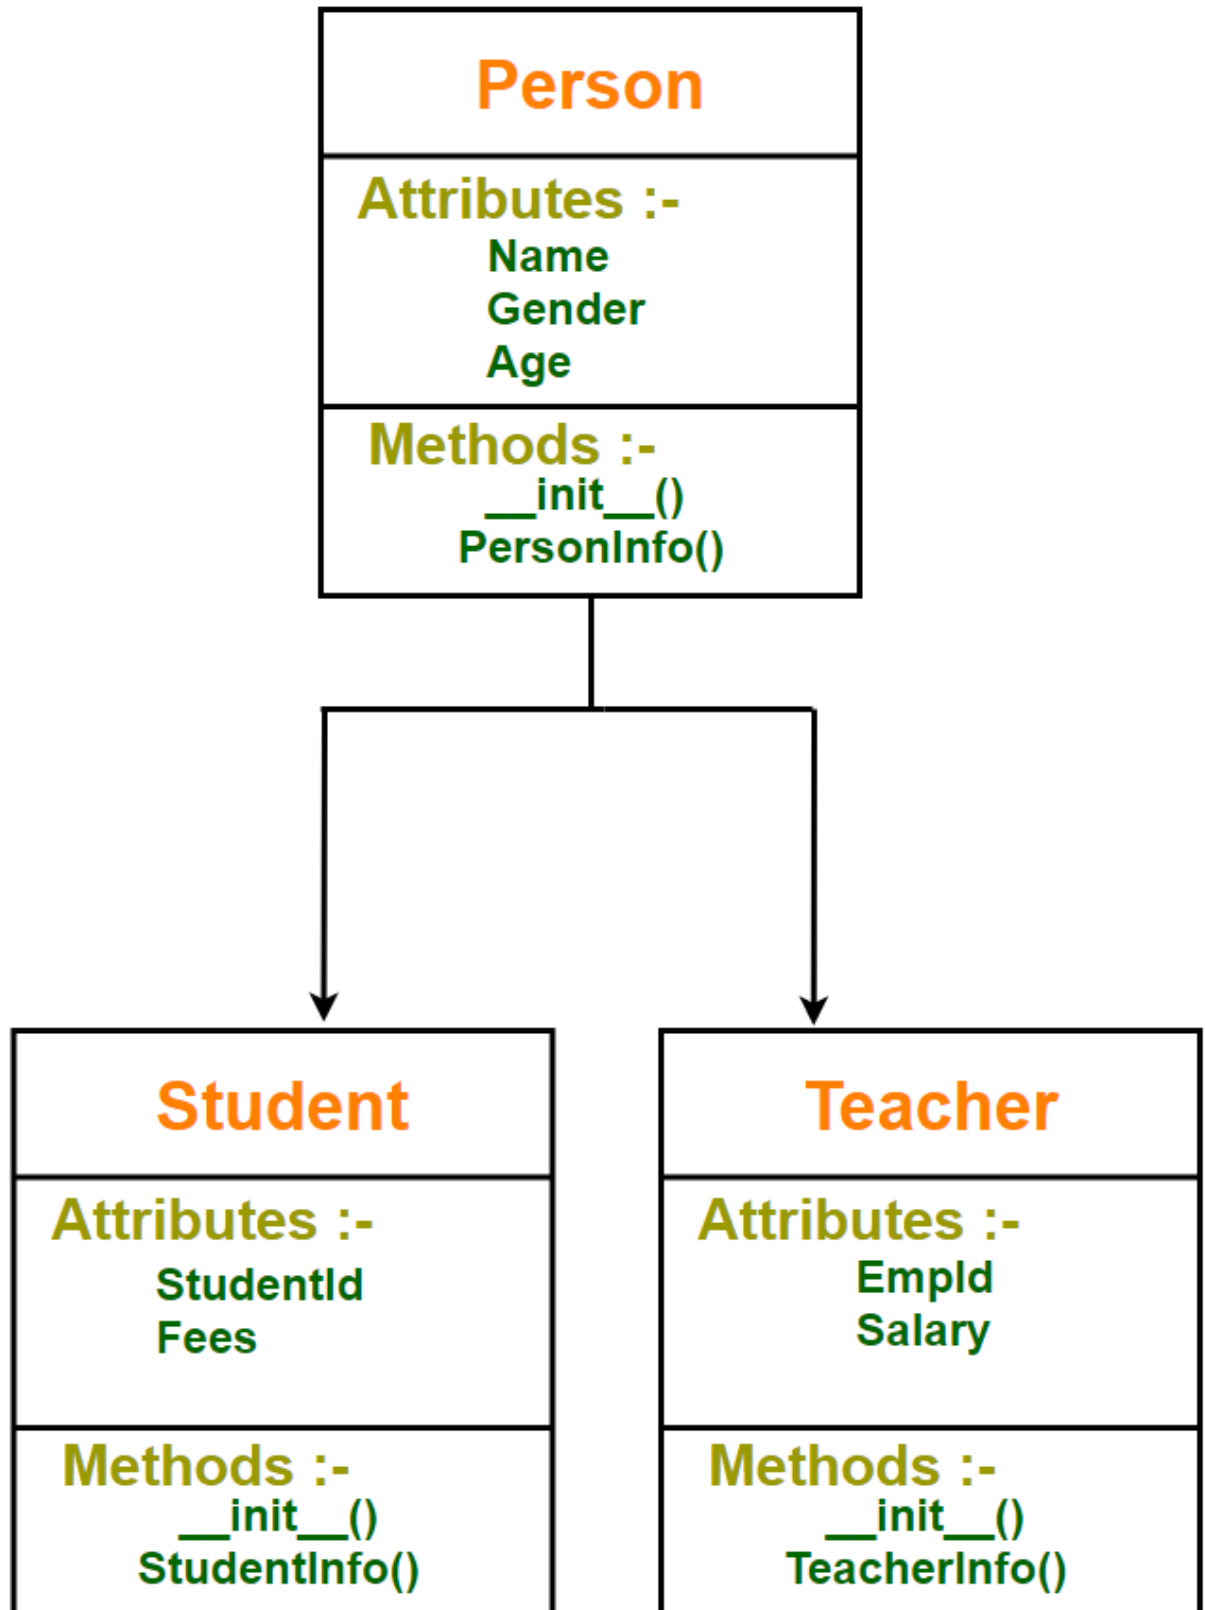 Person
Attributes :-
Name
Gender
Age
Methods :-
__init__()
PersonInfo()
Student
Attributes :-
StudentId
Fees
Methods :-
__init__()
StudentInfo()
Teacher
Attributes :-
EmpId
Salary
Methods :-
__init__()
TeacherInfo()